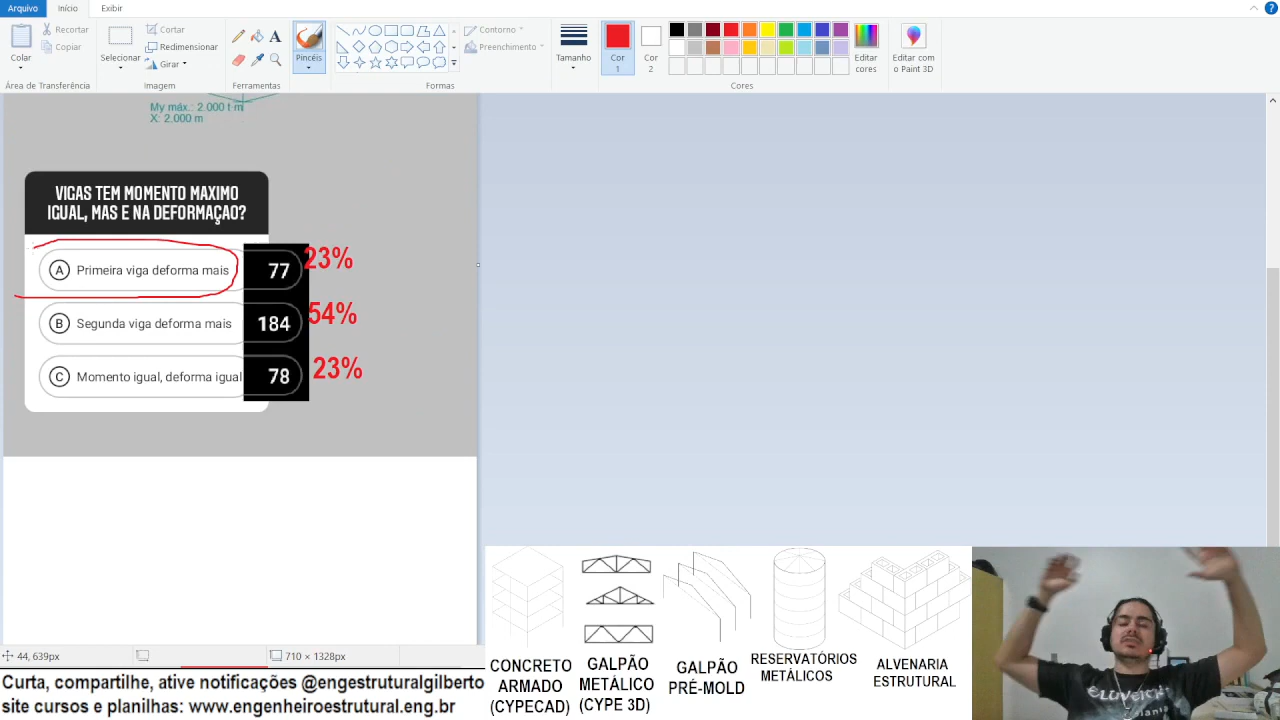 Arquivo
Início
Exibir
Recortar
Copiar
Colar
Área de Transferência
Cortar
Redimensionar
Girar
Selecionar
Imagem
A
Ferramentas
Pincéis
Contorno
Preenchimento
Formas
Tamanho
Cor
1
Cor
2
Editar
cores
Cores
Editar com
o Paint 3D
My máx.: 2.000 t m
X: 2.000 m
VIGAS TEM MOMENTO MAXIMO
IGUAL, MAS E NA DEFORMAÇAO?
A Primeira viga deforma mais 77 23%
B Segunda viga deforma mais 184 54%
C Momento igual, deforma igual 78 23%
44, 639px
710 × 1328px
Curta, compartilhe, ative notificações @engestruturalgilberto
site cursos e planilhas: www.engenheiroestrutural.eng.br
CONCRETO
ARMADO
(CYPECAD)
GALPÃO
METÁLICO
(CYPE 3D)
GALPÃO
PRÉ-MOLD
RESERVATÓRIOS
METÁLICOS
ALVENARIA
ESTRUTURAL